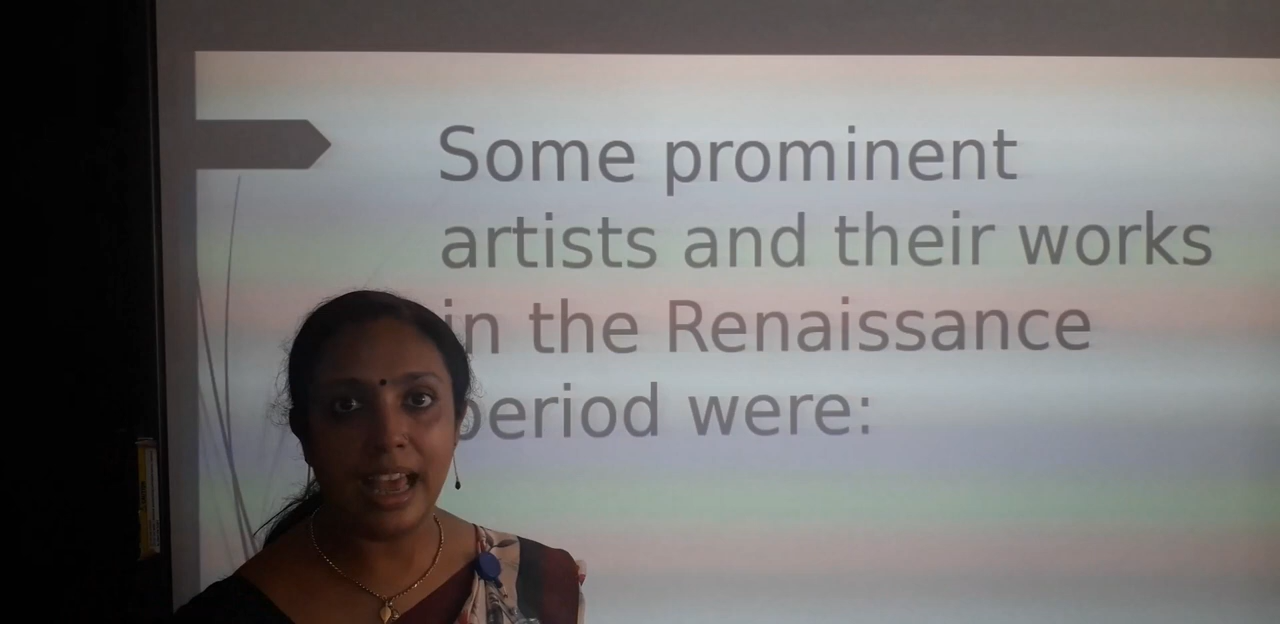 Some prominent
artists and their works
in the Renaissance
period were: